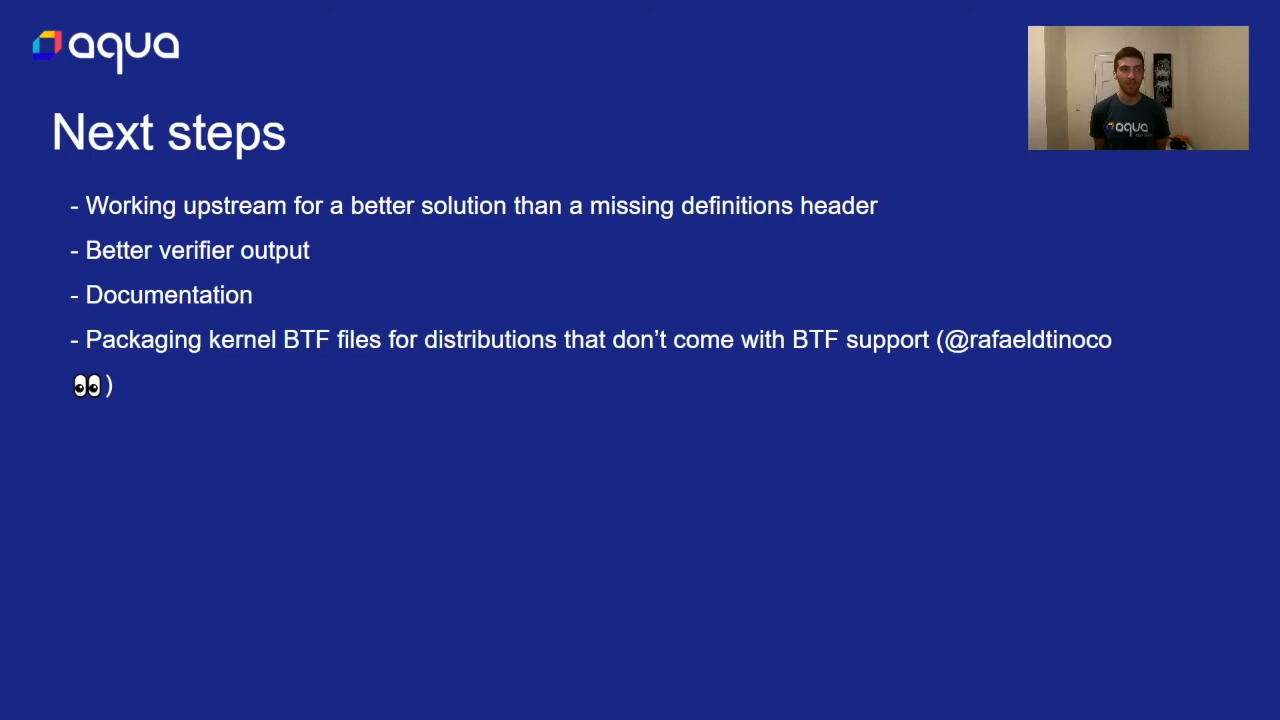 aqua
Next steps
- Working upstream for a better solution than a missing definitions header
- Better verifier output
- Documentation
- Packaging kernel BTF files for distributions that don’t come with BTF support (@rafaeldtinoco
👀)
aqua